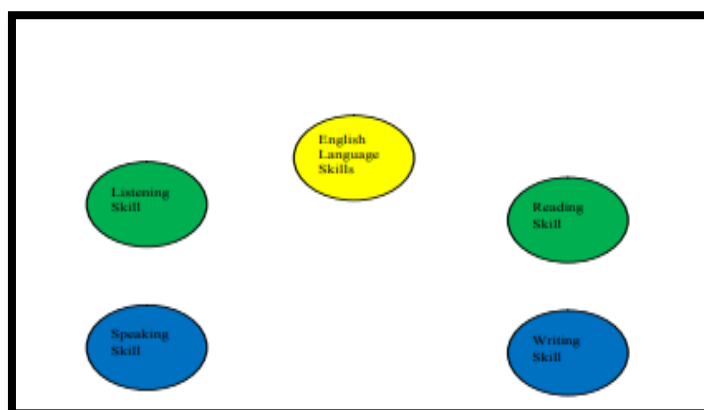 English
Language
Skills
Listening
Skill
Reading
Skill
Speaking
Skill
Writing
Skill